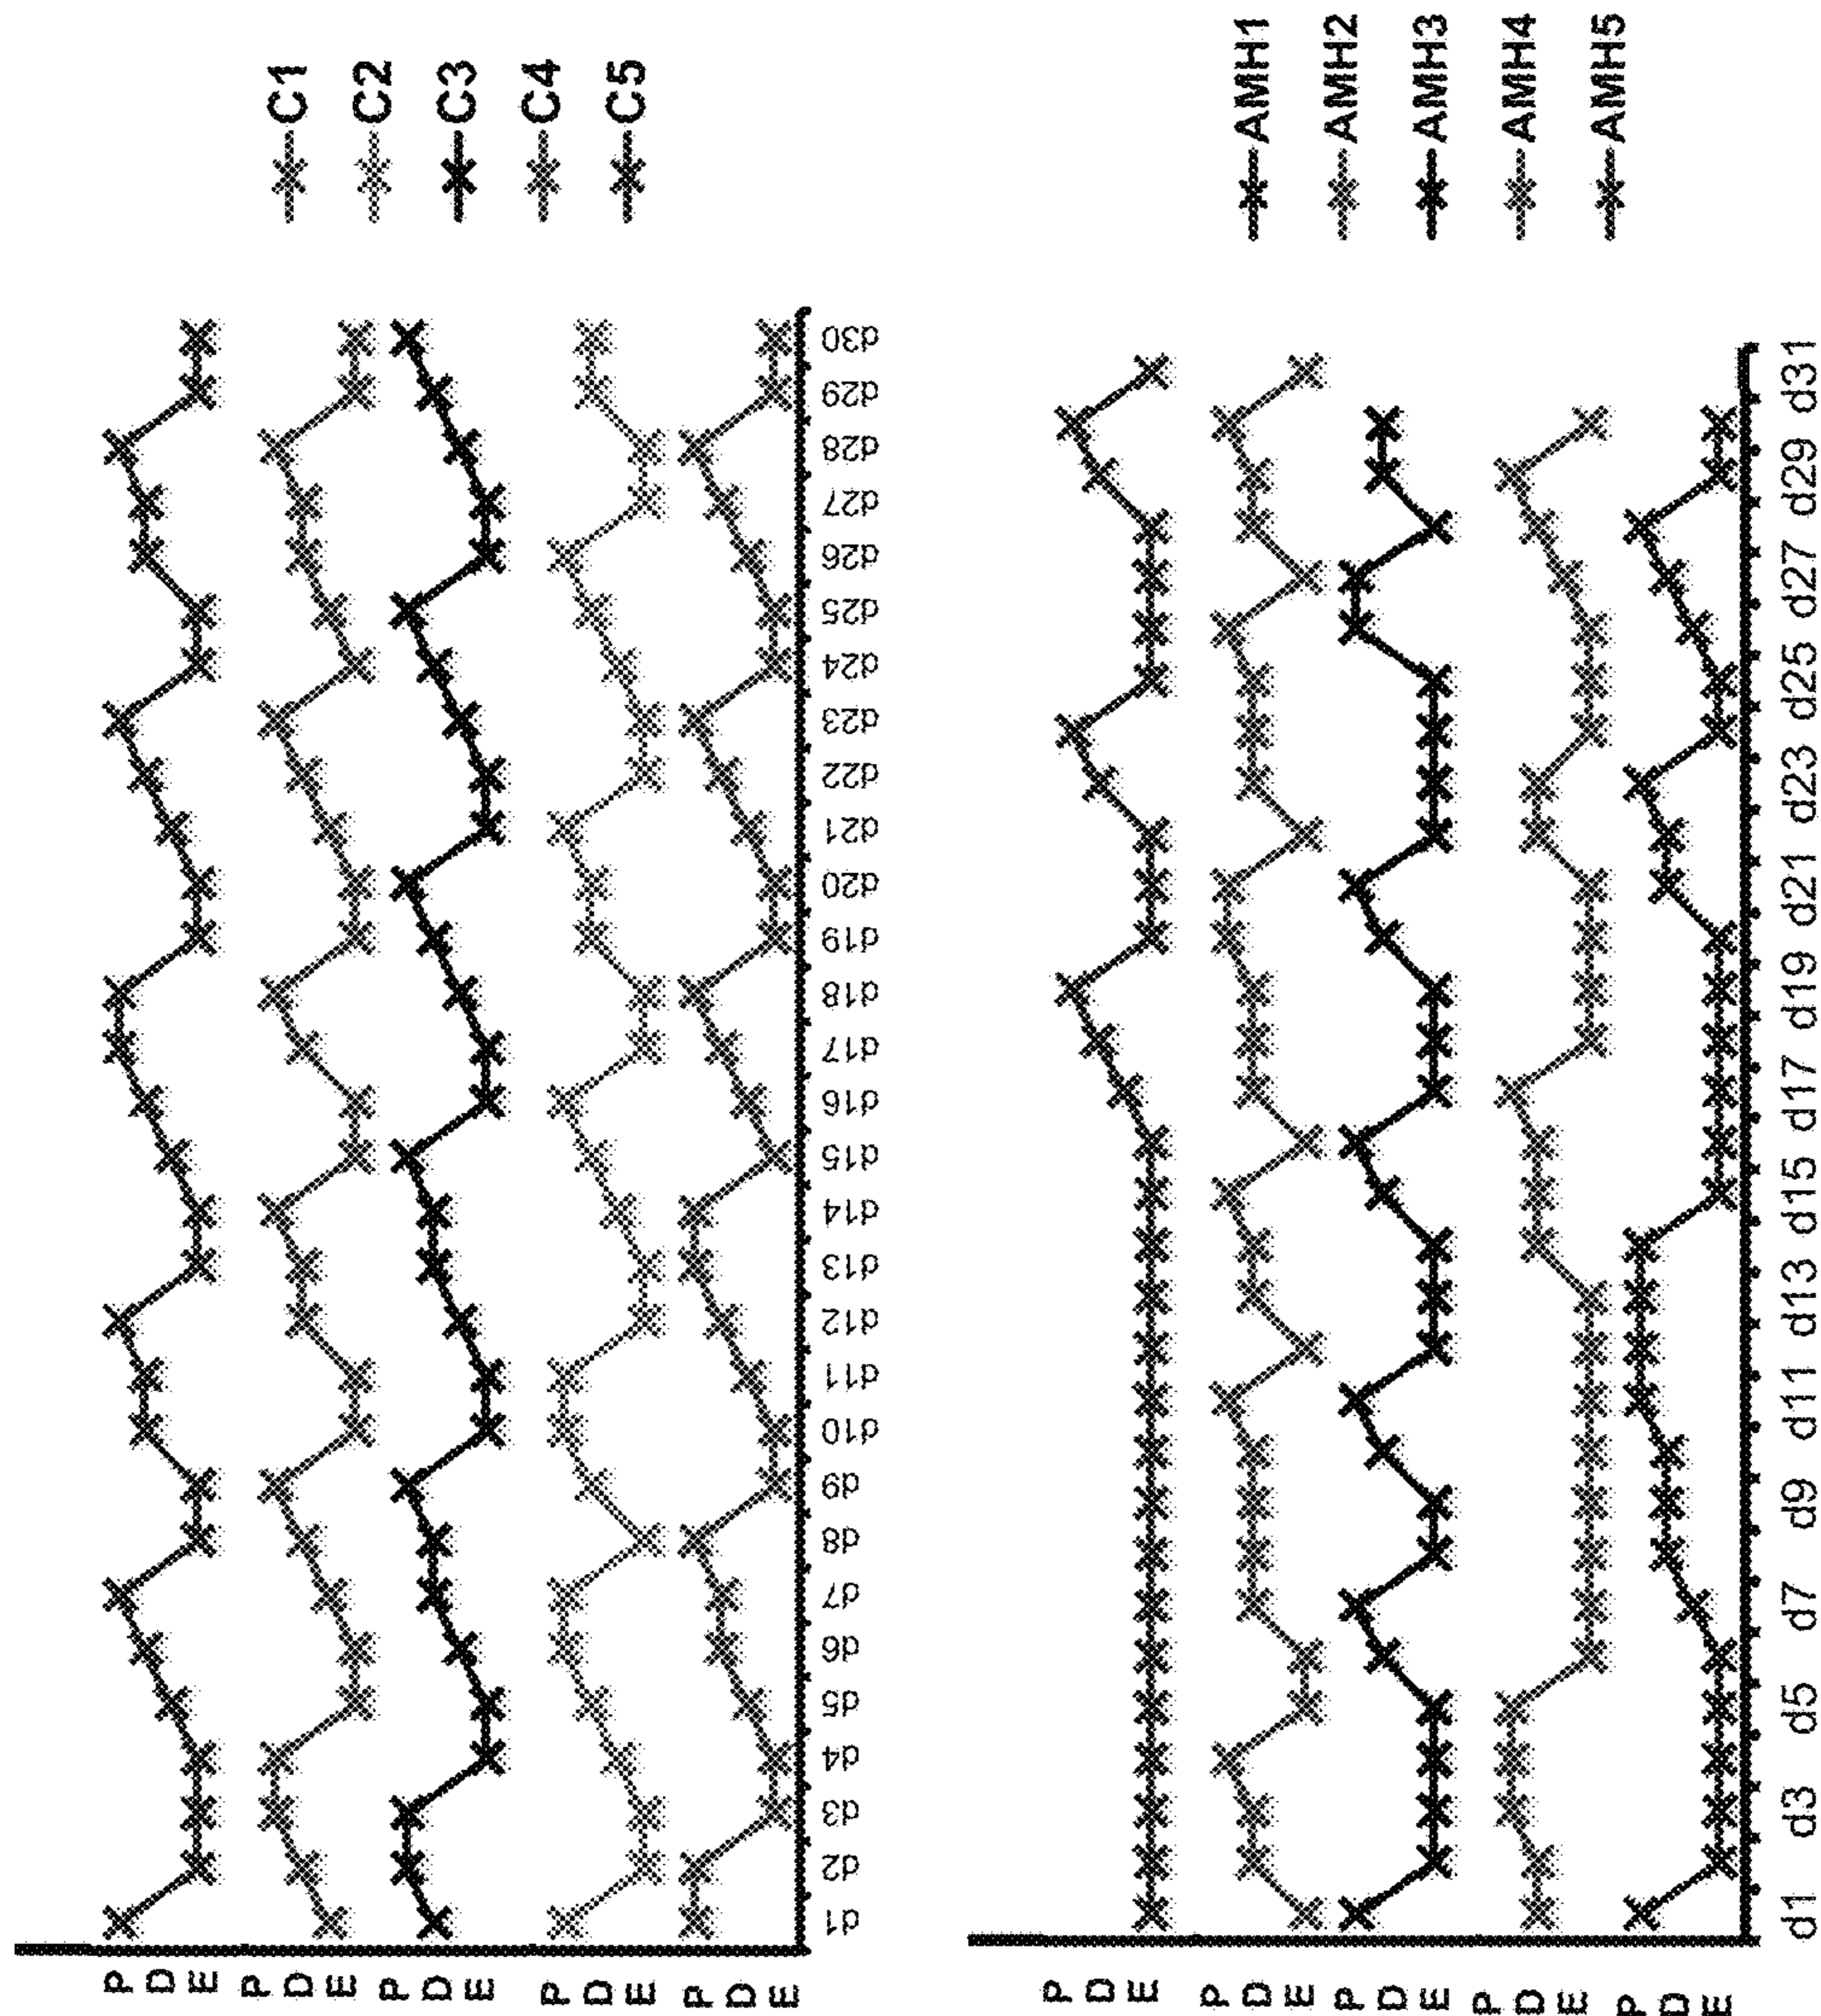 C1
C2
C3
C4
C5
P D E
P D E
P D E
P D E
P D E
d1 d2 d3 d4 d5 d6 d7 d8 d9 d10 d11 d12 d13 d14 d15 d16 d17 d18 d19 d20 d21 d22 d23 d24 d25 d26 d27 d28 d29 d30
AMH1
AMH2
AMH3
AMH4
AMH5
P D E
P D E
P D E
P D E
P D E
d1 d3 d5 d7 d9 d11 d13 d15 d17 d19 d21 d23 d25 d27 d29 d31